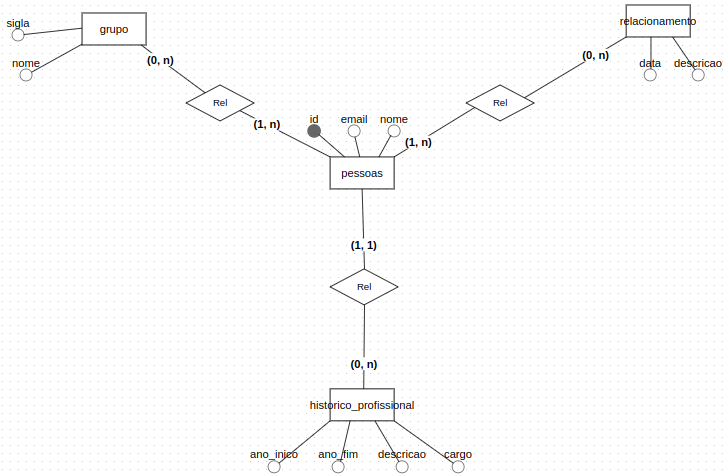 sigla
grupo
relacionamento
nome
(0, n)
(0, n)
data
descricao
Rel
Rel
(1, n)
id
email
nome
(1, n)
pessoas
(1, 1)
Rel
(0, n)
historico_profissional
ano_inico
ano_fim
descricao
cargo